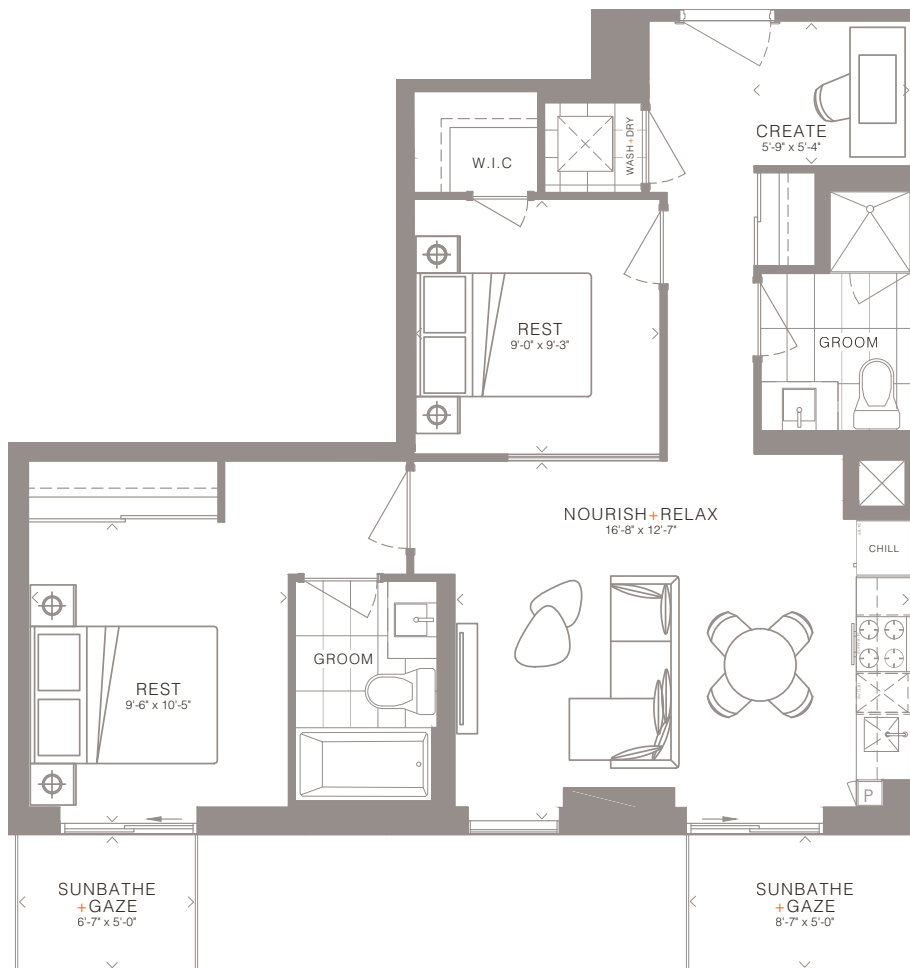 CREATE
5'-9" x 5'-4"
WASH+DRY
W.I.C
REST
9'-0" x 9'-3"
GROOM
NOURISH+RELAX
16'-8" x 12'-7"
CHILL
GROOM
REST
9'-6" x 10'-5"
P
SUNBATHE
+GAZE
6'-7" x 5'-0"
SUNBATHE
+GAZE
8'-7" x 5'-0"